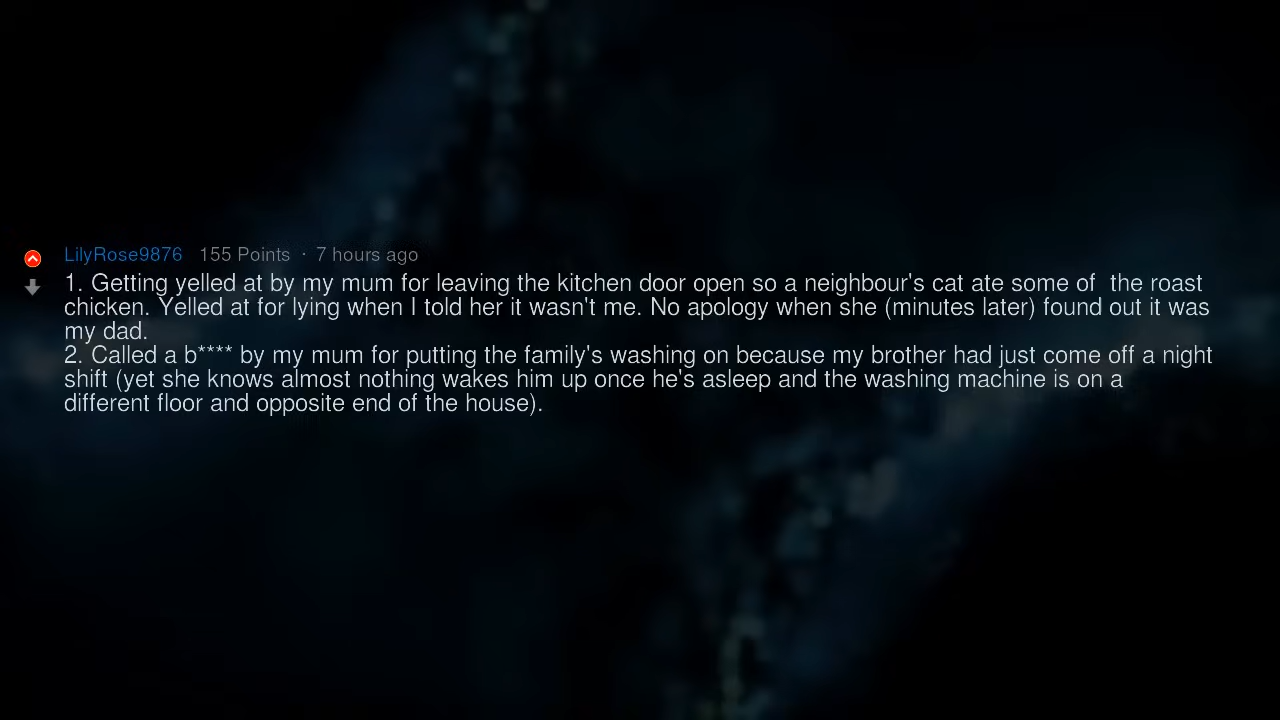 LilyRose9876 155 Points · 7 hours ago
1. Getting yelled at by my mum for leaving the kitchen door open so a neighbour's cat ate some of  the roast
chicken. Yelled at for lying when I told her it wasn't me. No apology when she (minutes later) found out it was
my dad.
2. Called a b**** by my mum for putting the family's washing on because my brother had just come off a night
shift (yet she knows almost nothing wakes him up once he's asleep and the washing machine is on a
different floor and opposite end of the house).